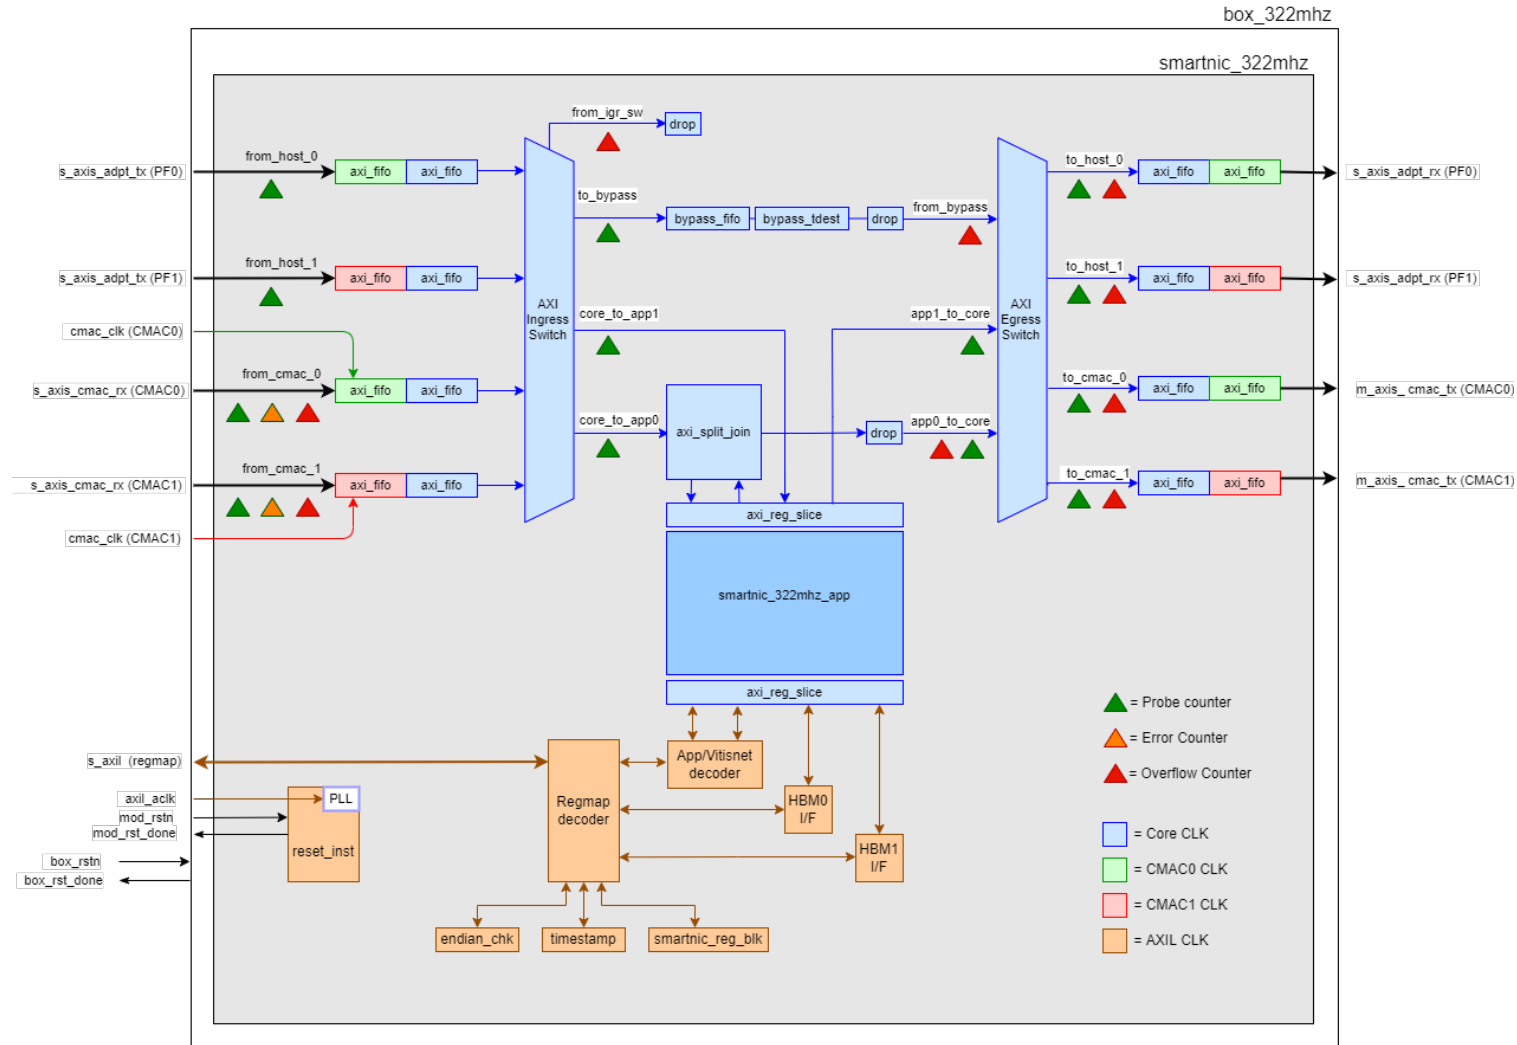 box_322mhz
smartnic_322mhz
from_igr_sw
drop
s_axis_adpt_tx (PF0)
from_host_0
axi_fifo
axi_fifo
to_host_0
axi_fifo
axi_fifo
s_axis_adpt_rx (PF0)
to_bypass
bypass_fifo
bypass_tdest
drop
from_bypass
s_axis_adpt_tx (PF1)
from_host_1
axi_fifo
axi_fifo
to_host_1
axi_fifo
axi_fifo
s_axis_adpt_rx (PF1)
AXI
Ingress
Switch
AXI
Egress
Switch
core_to_app1
app1_to_core
cmac_clk (CMAC0)
s_axis_cmac_rx (CMAC0)
from_cmac_0
axi_fifo
axi_fifo
to_cmac_0
axi_fifo
axi_fifo
m_axis_ cmac_tx (CMAC0)
core_to_app0
axi_split_join
drop
app0_to_core
s_axis_cmac_rx (CMAC1)
from_cmac_1
axi_fifo
axi_fifo
to_cmac_1
axi_fifo
axi_fifo
m_axis_ cmac_tx (CMAC1)
cmac_clk (CMAC1)
axi_reg_slice
smartnic_322mhz_app
axi_reg_slice
= Probe counter
= Error Counter
= Overflow Counter
= Core CLK
= CMAC0 CLK
= CMAC1 CLK
= AXIL CLK
s_axil (regmap)
axil_aclk
mod_rstn
mod_rst_done
box_rstn
box_rst_done
PLL
reset_inst
Regmap
decoder
App/Vitisnet
decoder
HBM0
I/F
HBM1
I/F
endian_chk
timestamp
smartnic_reg_blk